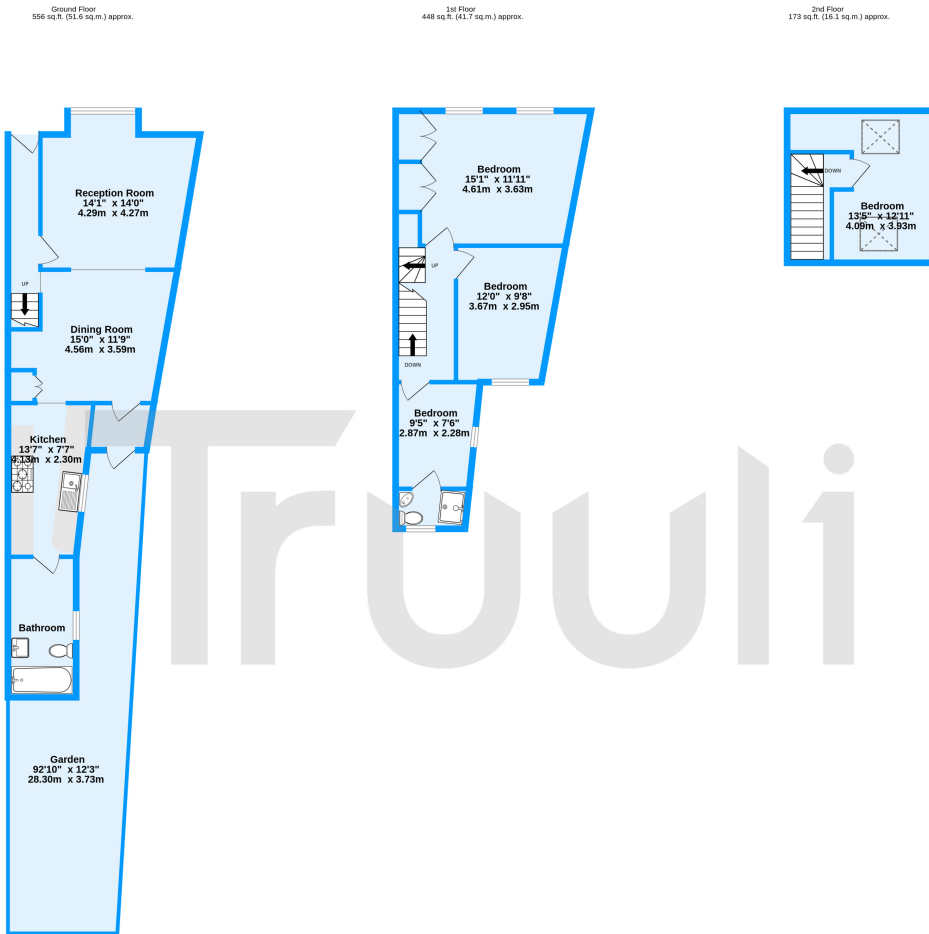 Ground Floor
556 sq.ft. (51.6 sq.m.) approx.
1st Floor
448 sq.ft. (41.7 sq.m.) approx.
2nd Floor
173 sq.ft. (16.1 sq.m.) approx.
Reception Room
14'1" x 14'0"
4.29m x 4.27m
UP
Dining Room
15'0" x 11'9"
4.56m x 3.59m
Kitchen
13'7" x 7'7"
4.13m x 2.30m
Bathroom
Garden
92'10" x 12'3"
28.30m x 3.73m
Bedroom
15'1" x 11'11"
4.61m x 3.63m
UP
Bedroom
12'0" x 9'8"
3.67m x 2.95m
DOWN
Bedroom
9'5" x 7'6"
2.87m x 2.28m
DOWN
Bedroom
13'5" x 12'11"
4.09m x 3.93m
Truuli